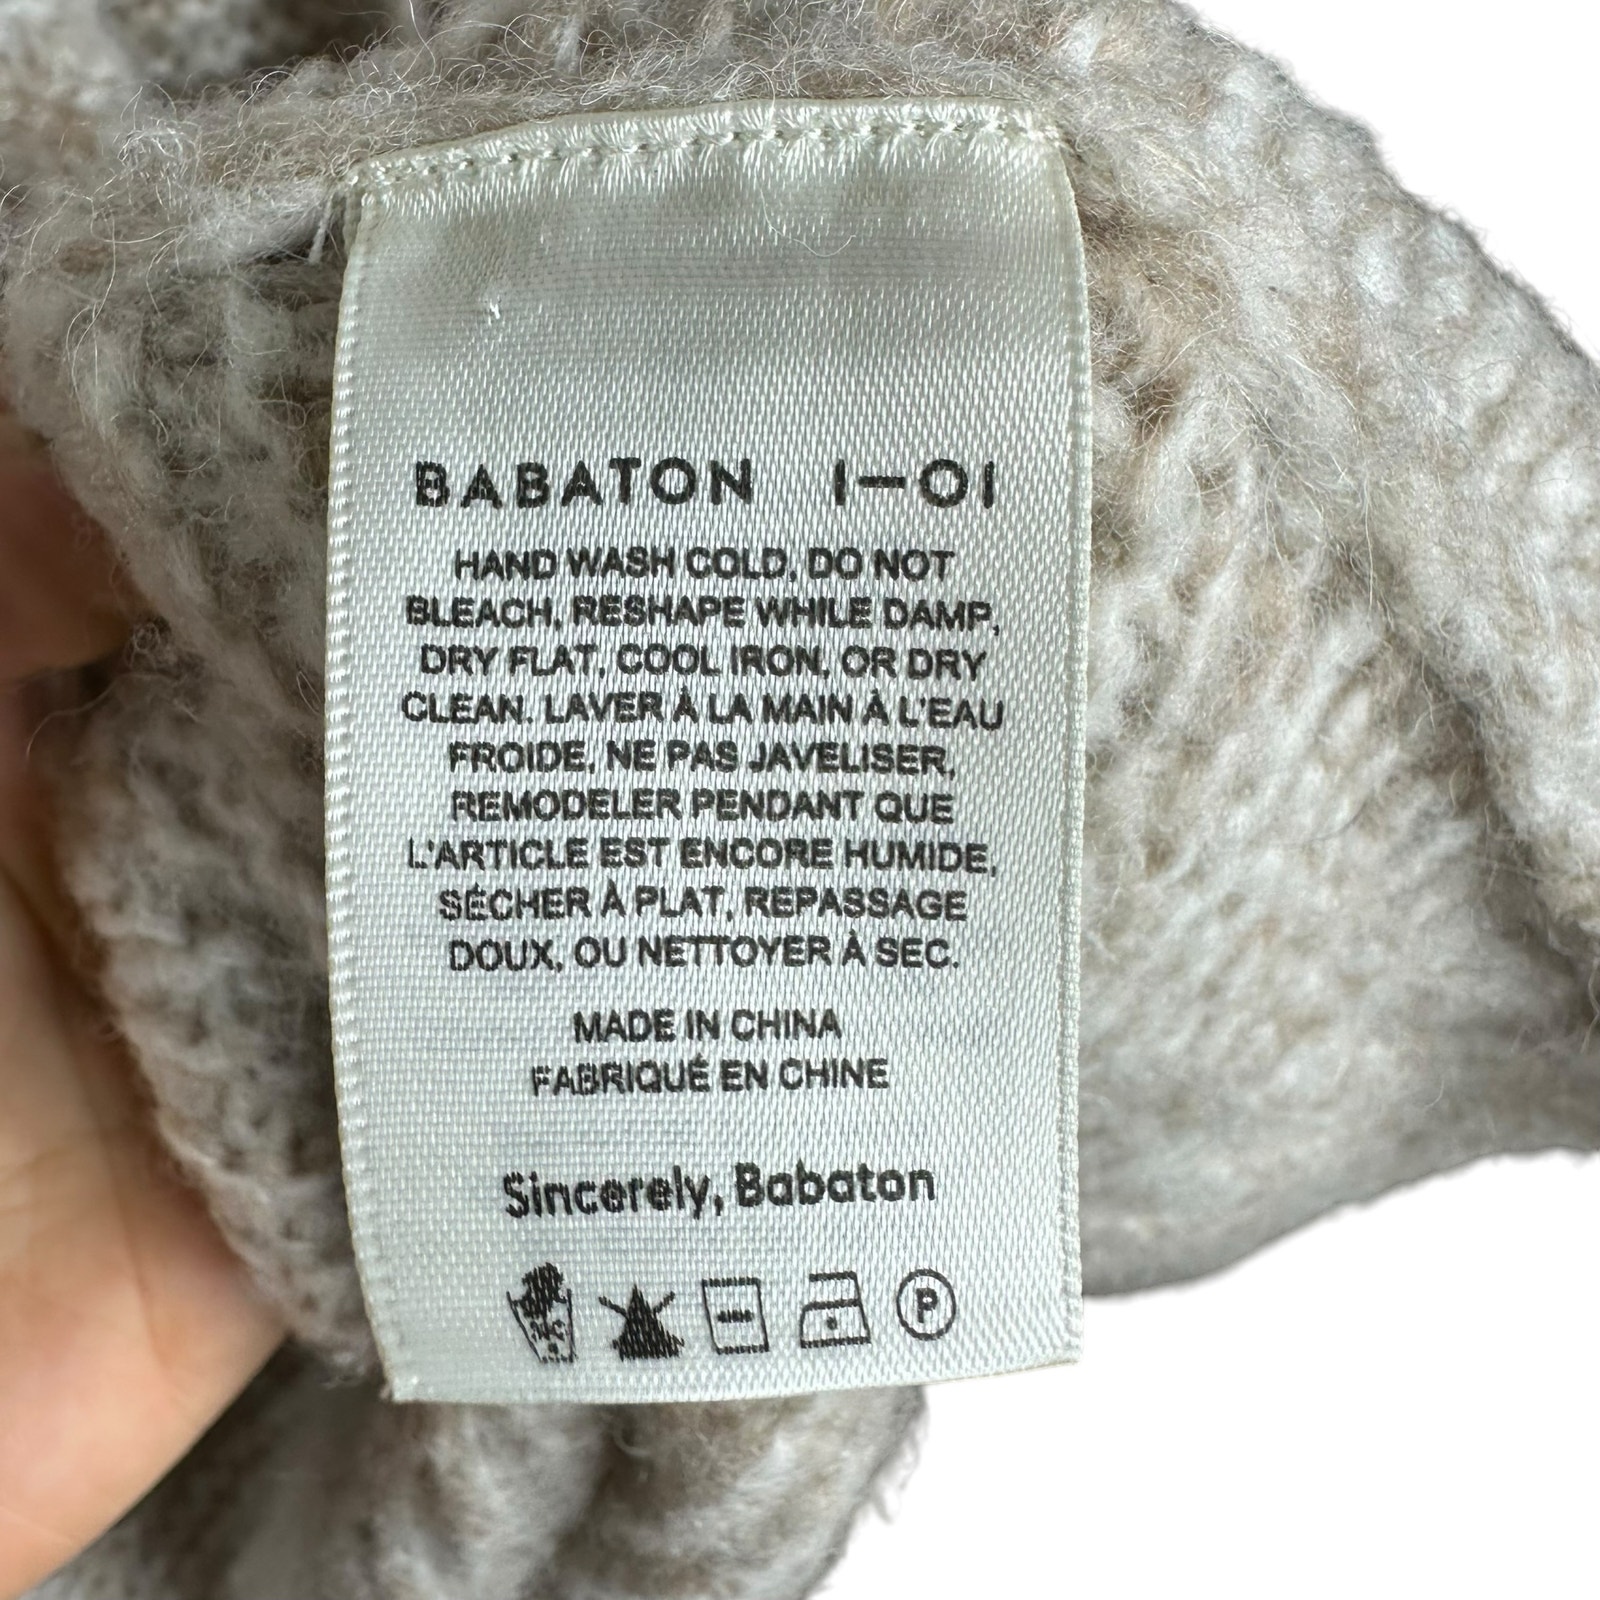 BABATON 1–01
HAND WASH COLD, DO NOT
BLEACH, RESHAPE WHILE DAMP,
DRY FLAT, COOL IRON, OR DRY
CLEAN. LAVER À LA MAIN À L'EAU
FROIDE, NE PAS JAVELISER,
REMODELER PENDANT QUE
L'ARTICLE EST ENCORE HUMIDE,
SÉCHER À PLAT, REPASSAGE
DOUX, OU NETTOYER À SEC.
MADE IN CHINA
FABRIQUÉ EN CHINE
Sincerely, Babaton
P